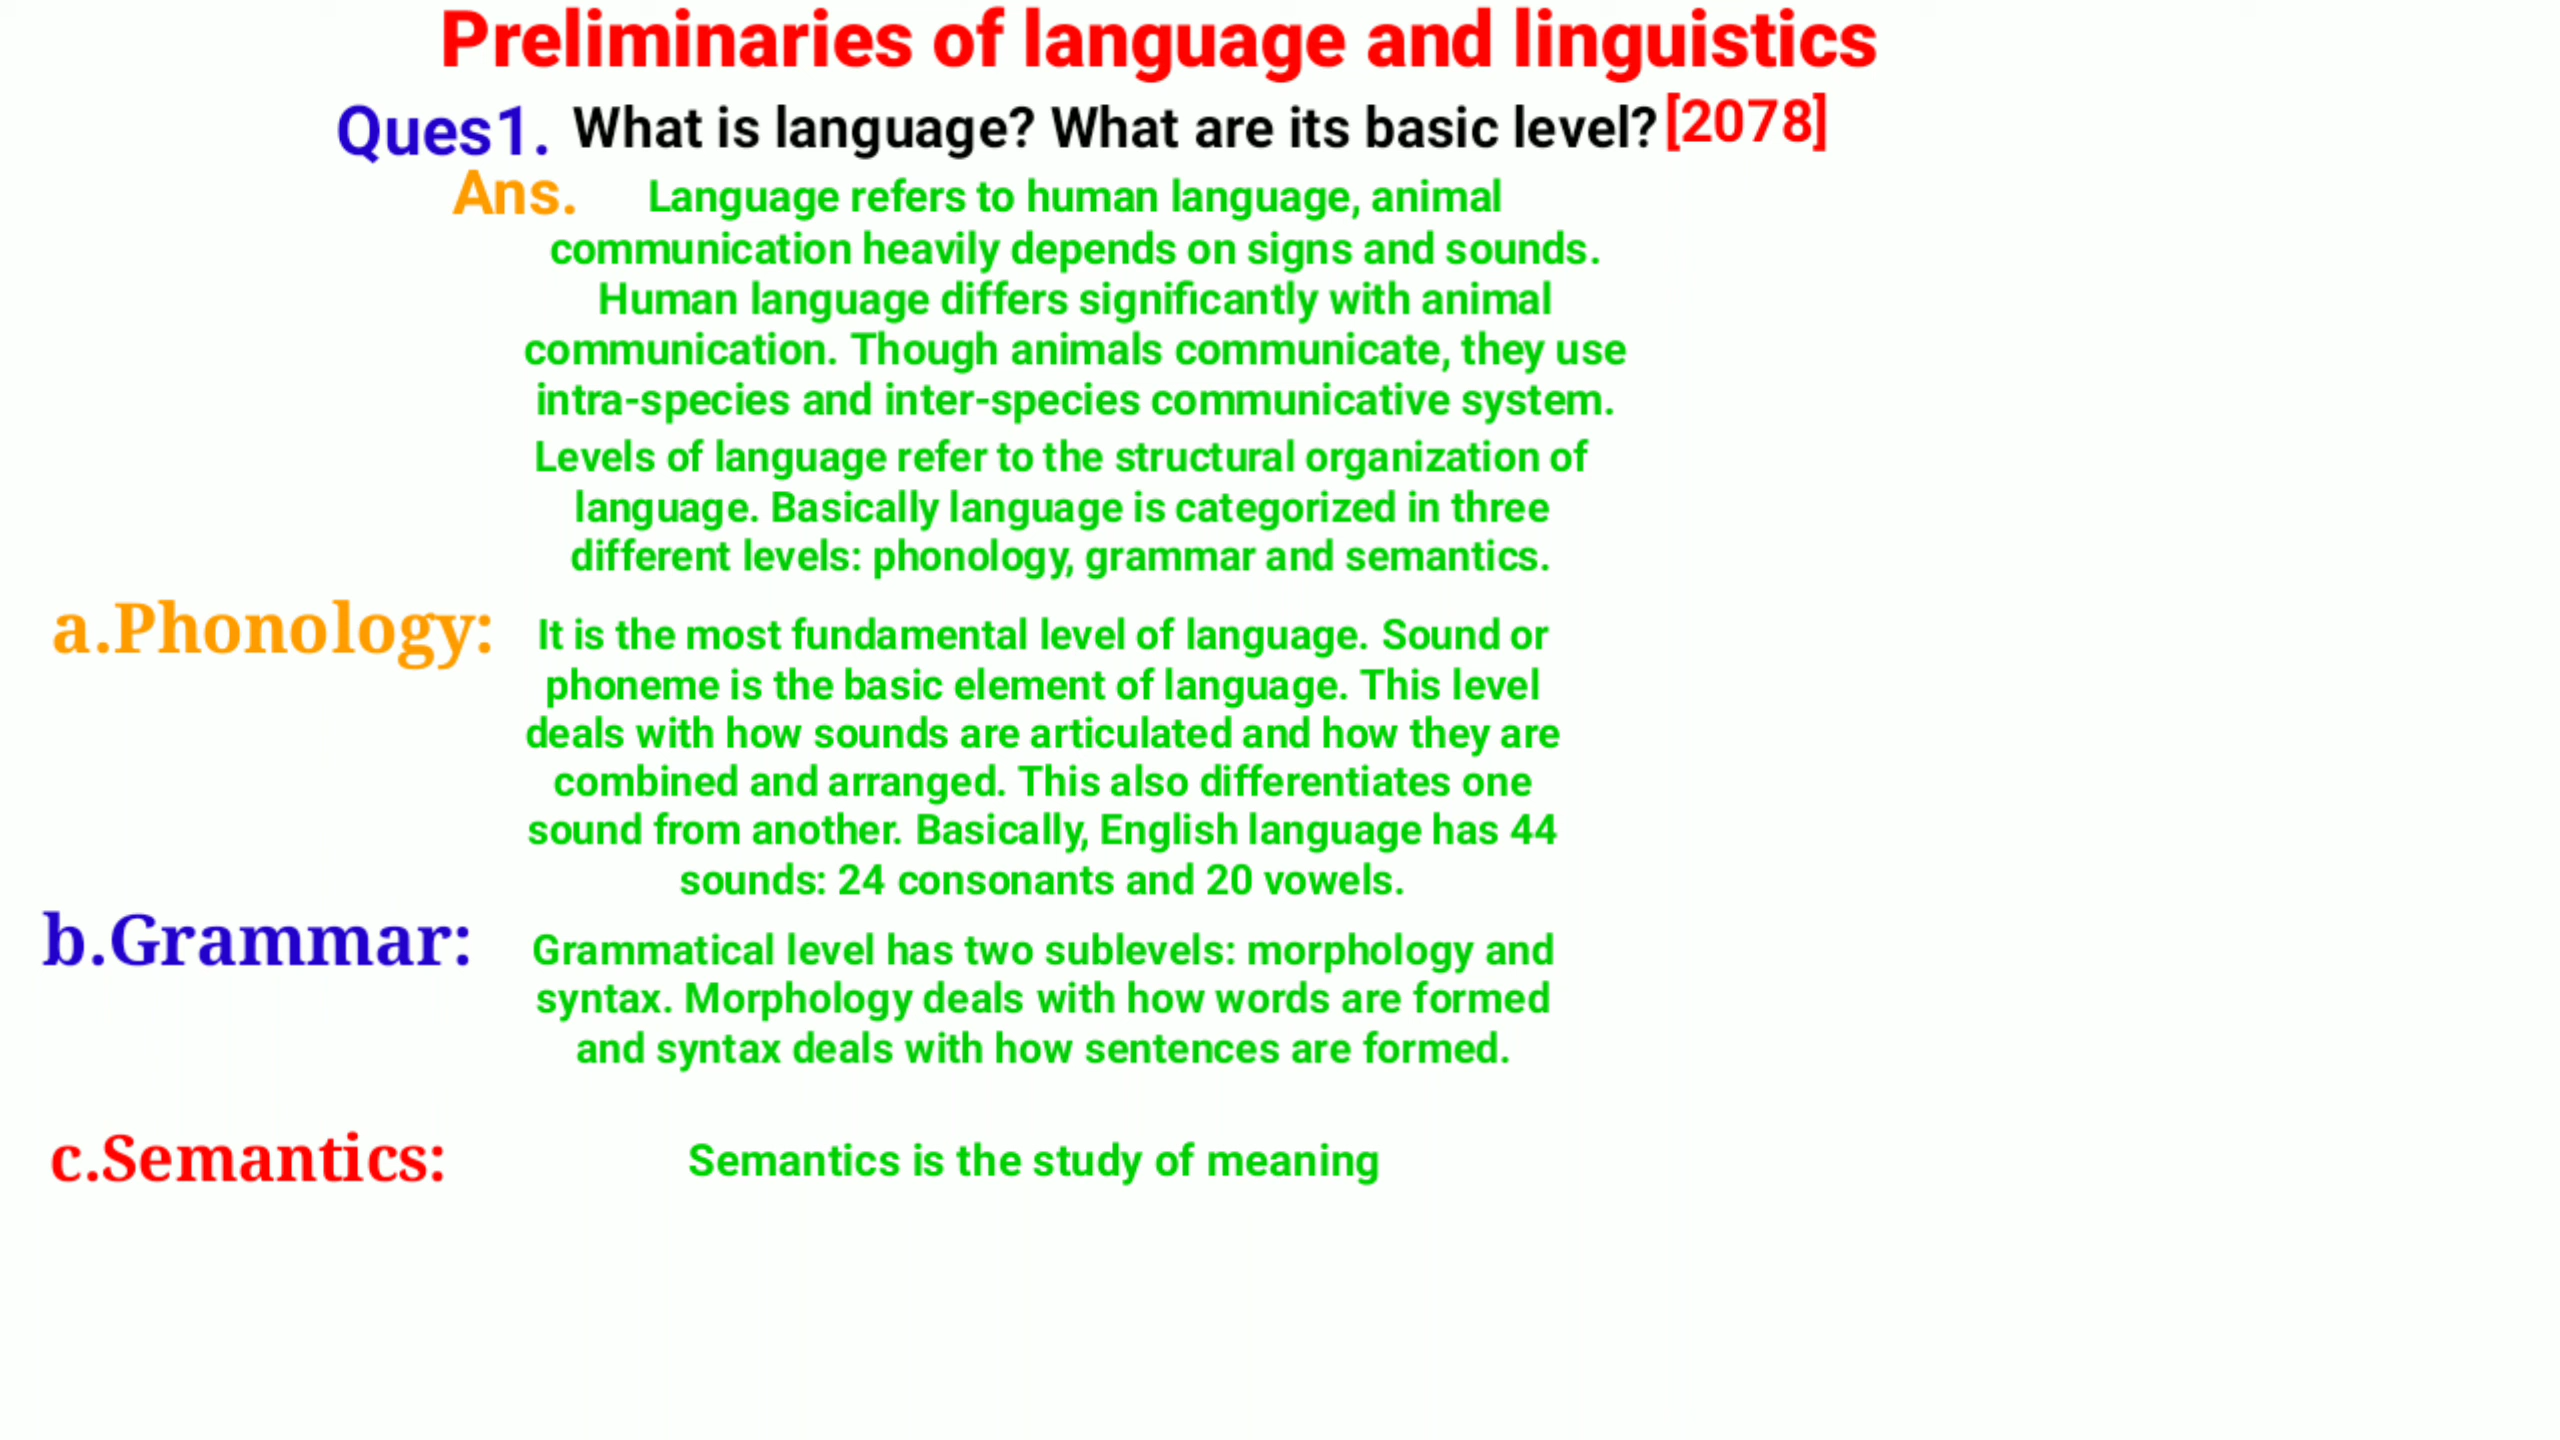 Preliminaries of language and linguistics
Ques1. What is language? What are its basic level? [2078]
Ans. Language refers to human language, animal
communication heavily depends on signs and sounds.
Human language differs significantly with animal
communication. Though animals communicate, they use
intra-species and inter-species communicative system.
Levels of language refer to the structural organization of
language. Basically language is categorized in three
different levels: phonology, grammar and semantics.
a.Phonology: It is the most fundamental level of language. Sound or
phoneme is the basic element of language. This level
deals with how sounds are articulated and how they are
combined and arranged. This also differentiates one
sound from another. Basically, English language has 44
sounds: 24 consonants and 20 vowels.
b.Grammar: Grammatical level has two sublevels: morphology and
syntax. Morphology deals with how words are formed
and syntax deals with how sentences are formed.
c.Semantics: Semantics is the study of meaning